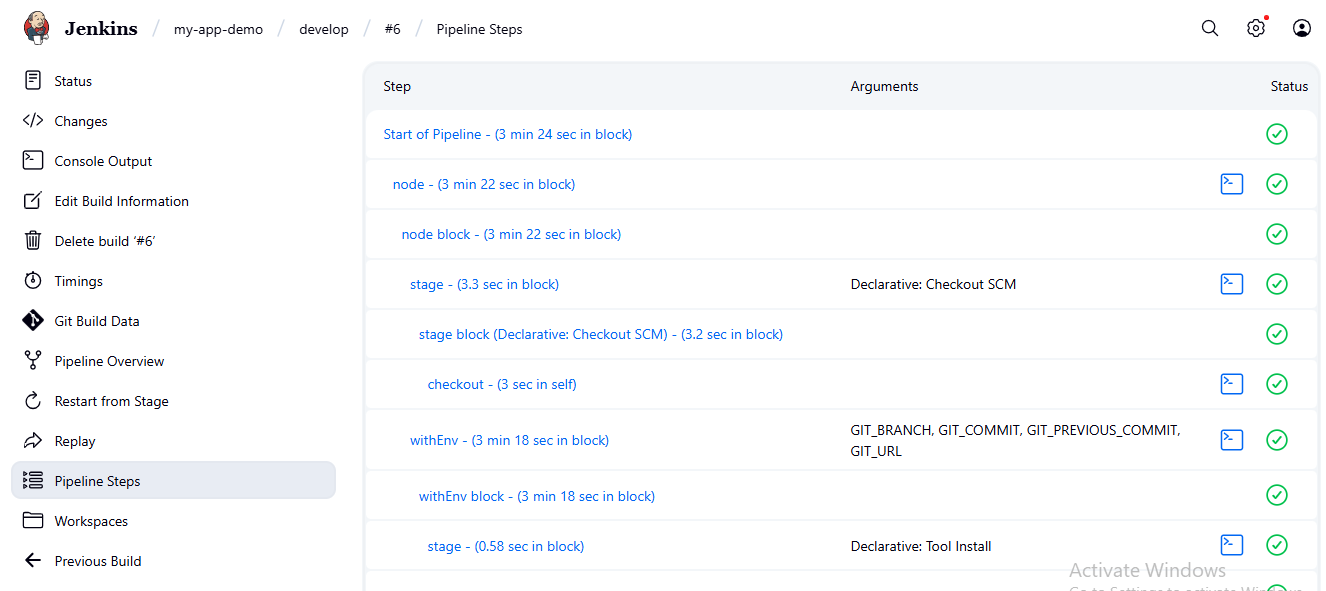 Jenkins / my-app-demo / develop / #6 / Pipeline Steps
Status
Changes
Console Output
Edit Build Information
Delete build ‘#6’
Timings
Git Build Data
Pipeline Overview
Restart from Stage
Replay
Pipeline Steps
Workspaces
Previous Build
Step Arguments Status
Start of Pipeline - (3 min 24 sec in block)
node - (3 min 22 sec in block)
node block - (3 min 22 sec in block)
stage - (3.3 sec in block) Declarative: Checkout SCM
stage block (Declarative: Checkout SCM) - (3.2 sec in block)
checkout - (3 sec in self)
withEnv - (3 min 18 sec in block) GIT_BRANCH, GIT_COMMIT, GIT_PREVIOUS_COMMIT,
GIT_URL
withEnv block - (3 min 18 sec in block)
stage - (0.58 sec in block) Declarative: Tool Install
Activate Windows